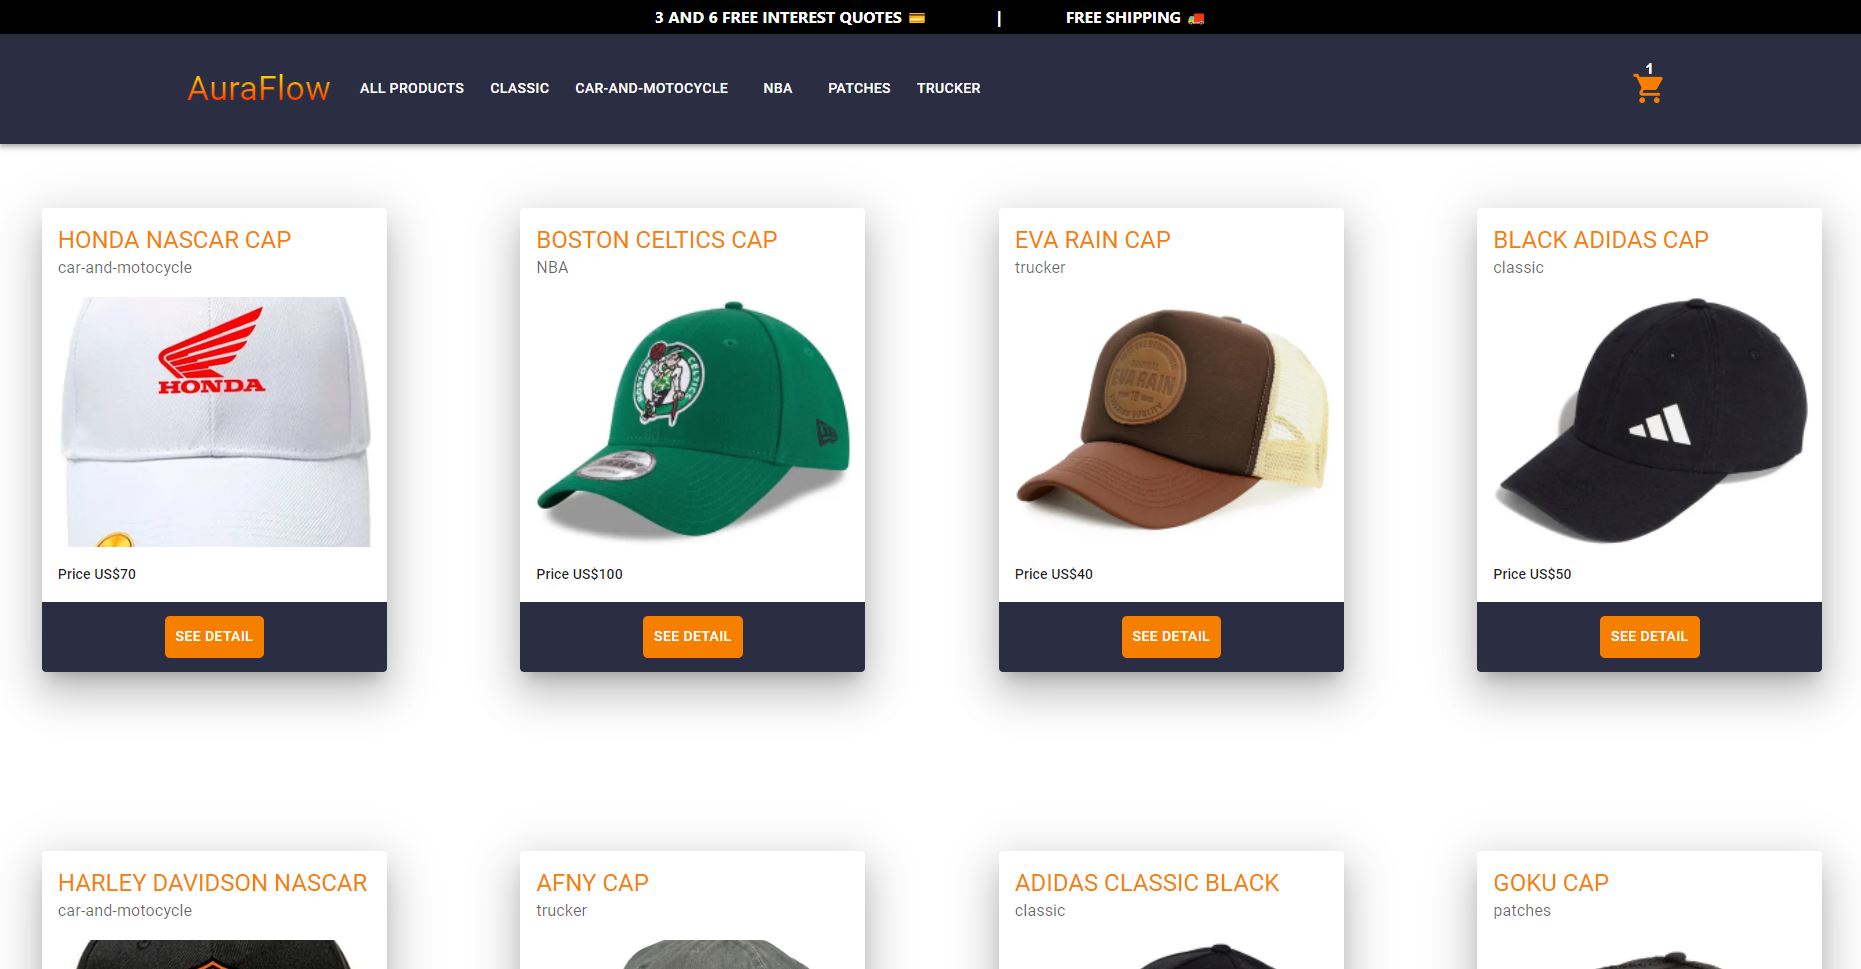 3 AND 6 FREE INTEREST QUOTES 💳 | FREE SHIPPING 🚚
AuraFlow ALL PRODUCTS CLASSIC CAR-AND-MOTOCYCLE NBA PATCHES TRUCKER 1
HONDA NASCAR CAP
car-and-motocycle
HONDA
Price US$70
SEE DETAIL
BOSTON CELTICS CAP
NBA
BOSTON CELTICS
Price US$100
SEE DETAIL
EVA RAIN CAP
trucker
EVA RAIN
Price US$40
SEE DETAIL
BLACK ADIDAS CAP
classic
Price US$50
SEE DETAIL
HARLEY DAVIDSON NASCAR
car-and-motocycle
AFNY CAP
trucker
ADIDAS CLASSIC BLACK
classic
GOKU CAP
patches